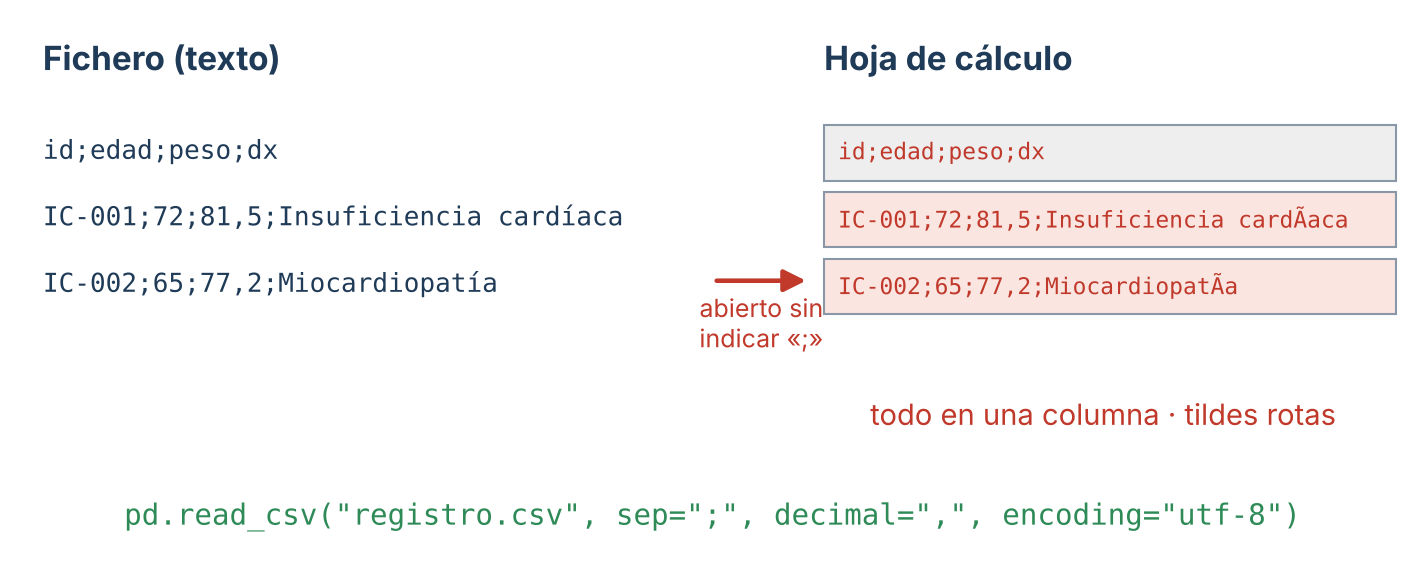 Fichero (texto)
id;edad;peso;dx
IC-001;72;81,5;Insuficiencia cardíaca
IC-002;65;77,2;Miocardiopatía
abierto sin
indicar «;»
Hoja de cálculo
id;edad;peso;dx
IC-001;72;81,5;Insuficiencia cardÃaca
IC-002;65;77,2;MiocardiopatÃa
todo en una columna · tildes rotas
pd.read_csv("registro.csv", sep=";", decimal=",", encoding="utf-8")